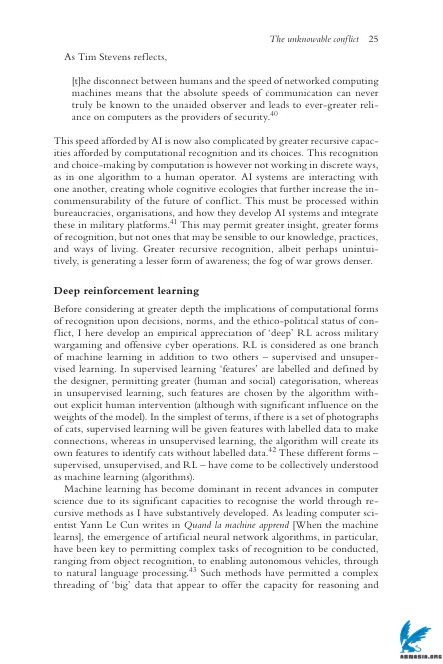 The unknowable conflict 25
As Tim Stevens reflects,
[t]he disconnect between humans and the speed of networked computing
machines means that the absolute speeds of communication can never
truly be known to the unaided observer and leads to ever-greater reli-
ance on computers as the providers of security.40
This speed afforded by AI is now also complicated by greater recursive capac-
ities afforded by computational recognition and its choices. This recognition
and choice-making by computation is however not working in discrete ways,
as in one algorithm to a human operator. AI systems are interacting with
one another, creating whole cognitive ecologies that further increase the in-
commensurability of the future of conflict. This must be processed within
bureaucracies, organisations, and how they develop AI systems and integrate
these in military platforms.41 This may permit greater insight, greater forms
of recognition, but not ones that may be sensible to our knowledge, practices,
and ways of living. Greater recursive recognition, albeit perhaps unintui-
tively, is generating a lesser form of awareness; the fog of war grows denser.
Deep reinforcement learning
Before considering at greater depth the implications of computational forms
of recognition upon decisions, norms, and the ethico-political status of con-
flict, I here develop an empirical appreciation of ‘deep’ RL across military
wargaming and offensive cyber operations. RL is considered as one branch
of machine learning in addition to two others – supervised and unsuper-
vised learning. In supervised learning ‘features’ are labelled and defined by
the designer, permitting greater (human and social) categorisation, whereas
in unsupervised learning, such features are chosen by the algorithm with-
out explicit human intervention (although with significant influence on the
weights of the model). In the simplest of terms, if there is a set of photographs
of cats, supervised learning will be given features with labelled data to make
connections, whereas in unsupervised learning, the algorithm will create its
own features to identify cats without labelled data.42 These different forms –
supervised, unsupervised, and RL – have come to be collectively understood
as machine learning (algorithms).
Machine learning has become dominant in recent advances in computer
science due to its significant capacities to recognise the world through re-
cursive methods as I have substantively developed. As leading computer sci-
entist Yann Le Cun writes in Quand la machine apprend [When the machine
learns], the emergence of artificial neural network algorithms, in particular,
have been key to permitting complex tasks of recognition to be conducted,
ranging from object recognition, to enabling autonomous vehicles, through
to natural language processing.43 Such methods have permitted a complex
threading of ‘big’ data that appear to offer the capacity for reasoning and